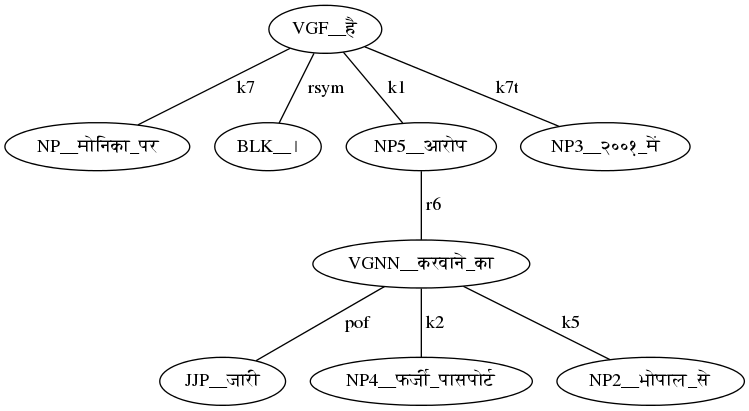 VGF__है
k7 rsym k1 k7t
NP__मोनिका_पर BLK__। NP5__आरोप NP3__२००१_में
r6
VGNN__करवाने_का
pof k2 k5
JJP__जारी NP4__फर्जी_पासपोर्ट NP2__भोपाल_से